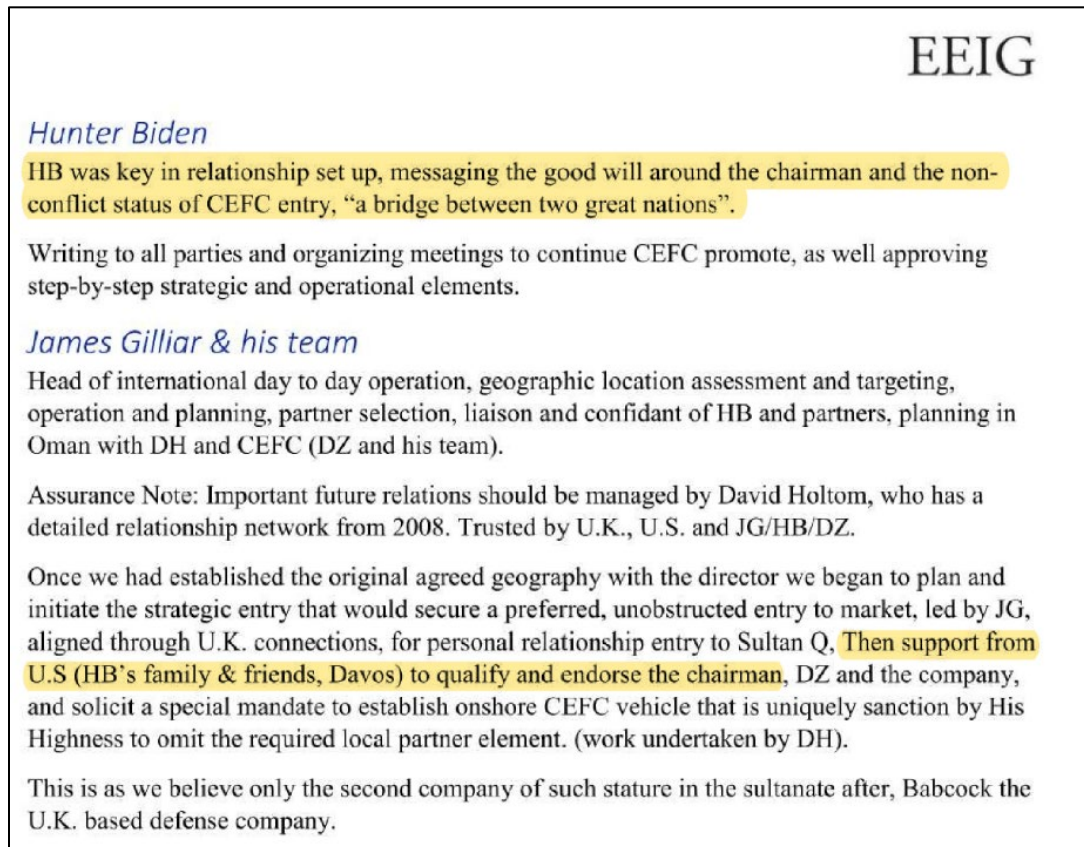 EEIG
Hunter Biden
HB was key in relationship set up, messaging the good will around the chairman and the non-
conflict status of CEFC entry, “a bridge between two great nations”.
Writing to all parties and organizing meetings to continue CEFC promote, as well approving
step-by-step strategic and operational elements.
James Gilliar & his team
Head of international day to day operation, geographic location assessment and targeting,
operation and planning, partner selection, liaison and confidant of HB and partners, planning in
Oman with DH and CEFC (DZ and his team).
Assurance Note: Important future relations should be managed by David Holtom, who has a
detailed relationship network from 2008. Trusted by U.K., U.S. and JG/HB/DZ.
Once we had established the original agreed geography with the director we began to plan and
initiate the strategic entry that would secure a preferred, unobstructed entry to market, led by JG,
aligned through U.K. connections, for personal relationship entry to Sultan Q, Then support from
U.S (HB’s family & friends, Davos) to qualify and endorse the chairman, DZ and the company,
and solicit a special mandate to establish onshore CEFC vehicle that is uniquely sanction by His
Highness to omit the required local partner element. (work undertaken by DH).
This is as we believe only the second company of such stature in the sultanate after, Babcock the
U.K. based defense company.